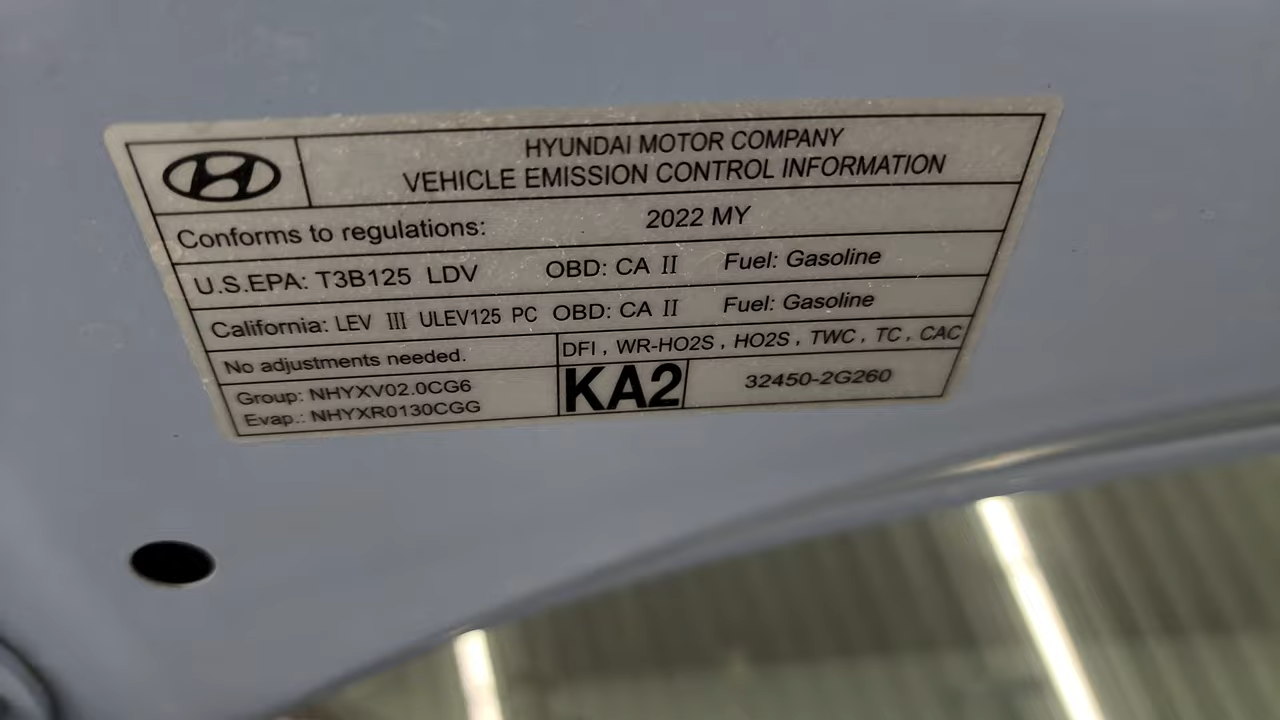 HYUNDAI MOTOR COMPANY
VEHICLE EMISSION CONTROL INFORMATION
Conforms to regulations: 2022 MY
U.S.EPA: T3B125 LDV OBD: CA II Fuel: Gasoline
California: LEV III ULEV125 PC OBD: CA II Fuel: Gasoline
No adjustments needed. DFI , WR-HO2S , HO2S , TWC , TC , CAC
Group: NHYXV02.0CG6
Evap.: NHYXR0130CGG
KA2 32450-2G260